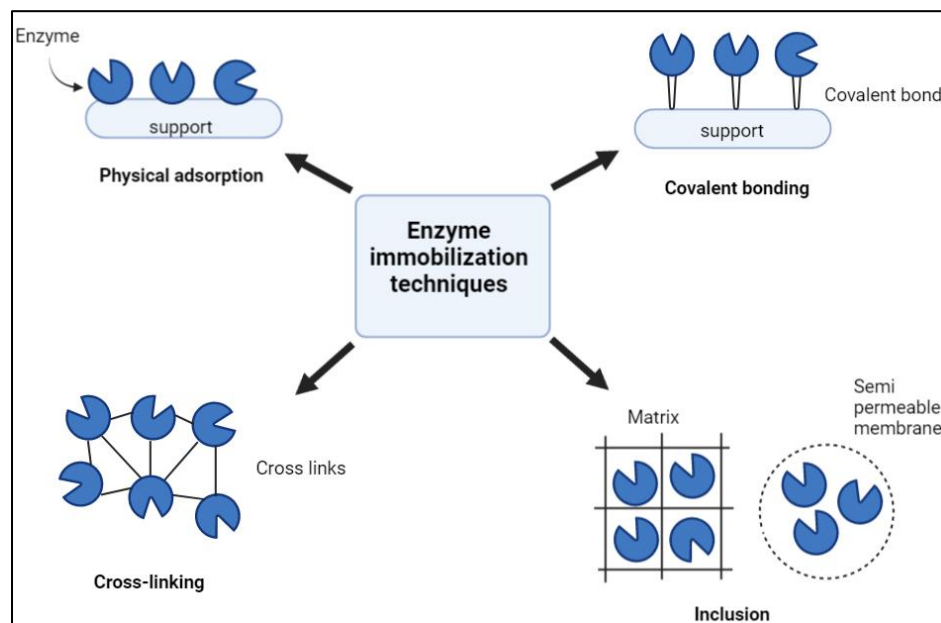 Enzyme
support
Physical adsorption
Covalent bond
support
Covalent bonding
Enzyme
immobilization
techniques
Cross links
Cross-linking
Matrix
Semi
permeable
membrane
Inclusion